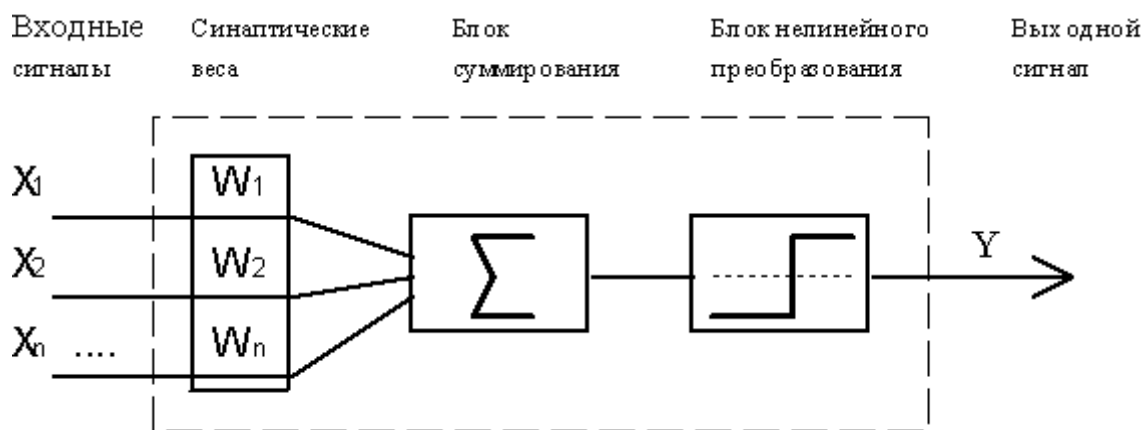 Входные
сигналы
Синаптические
веса
Блок
суммирования
Блок нелинейного
преобразования
Выходной
сигнал
X1
W1
X2
W2
Xn ....
Wn
Σ
Y